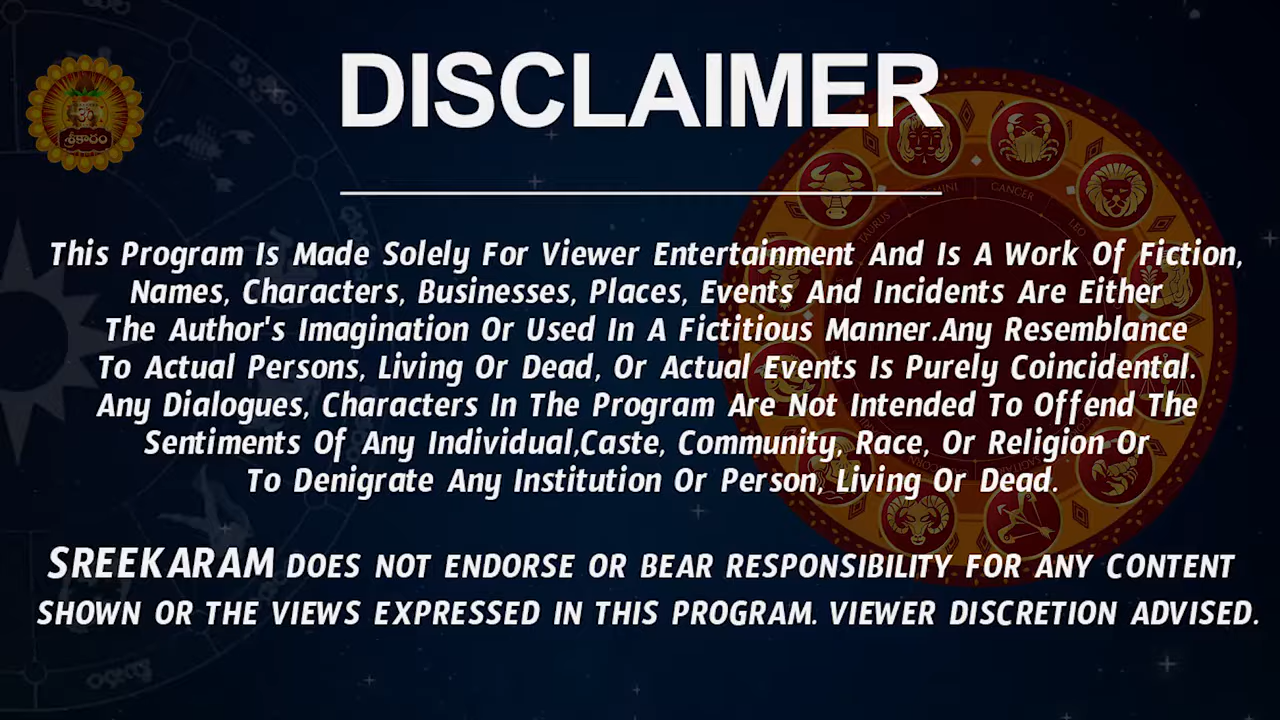 DISCLAIMER
శ్రీకారం
TAURUS
GEMINI
CANCER
LEO
This Program Is Made Solely For Viewer Entertainment And Is A Work Of Fiction,
Names, Characters, Businesses, Places, Events And Incidents Are Either
The Author's Imagination Or Used In A Fictitious Manner.Any Resemblance
To Actual Persons, Living Or Dead, Or Actual Events Is Purely Coincidental.
Any Dialogues, Characters In The Program Are Not Intended To Offend The
Sentiments Of Any Individual,Caste, Community, Race, Or Religion Or
To Denigrate Any Institution Or Person, Living Or Dead.
SREEKARAM DOES NOT ENDORSE OR BEAR RESPONSIBILITY FOR ANY CONTENT
SHOWN OR THE VIEWS EXPRESSED IN THIS PROGRAM. VIEWER DISCRETION ADVISED.